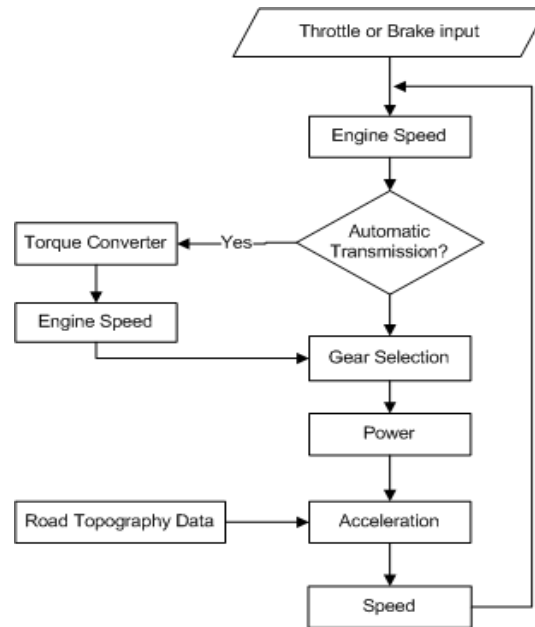 Throttle or Brake input
Engine Speed
Automatic
Transmission?
Yes
Torque Converter
Engine Speed
Gear Selection
Power
Road Topography Data
Acceleration
Speed